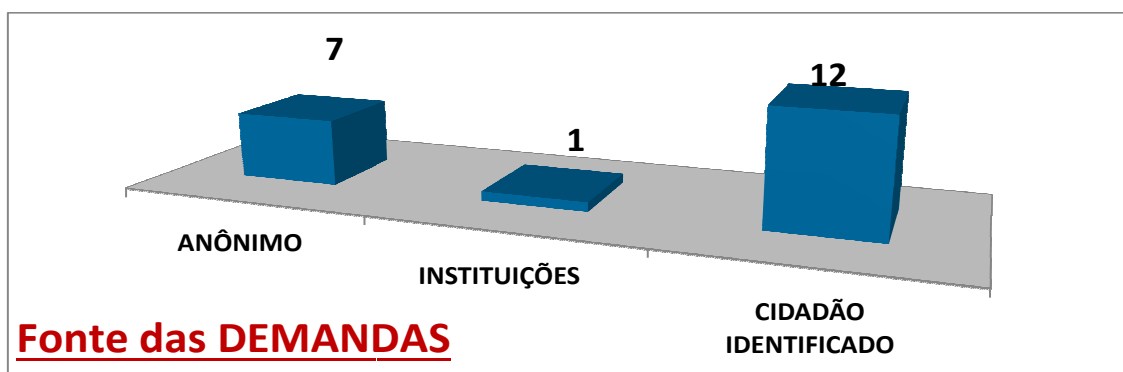 7
1
12
ANÔNIMO
INSTITUIÇÕES
CIDADÃO
IDENTIFICADO
Fonte das DEMANDAS